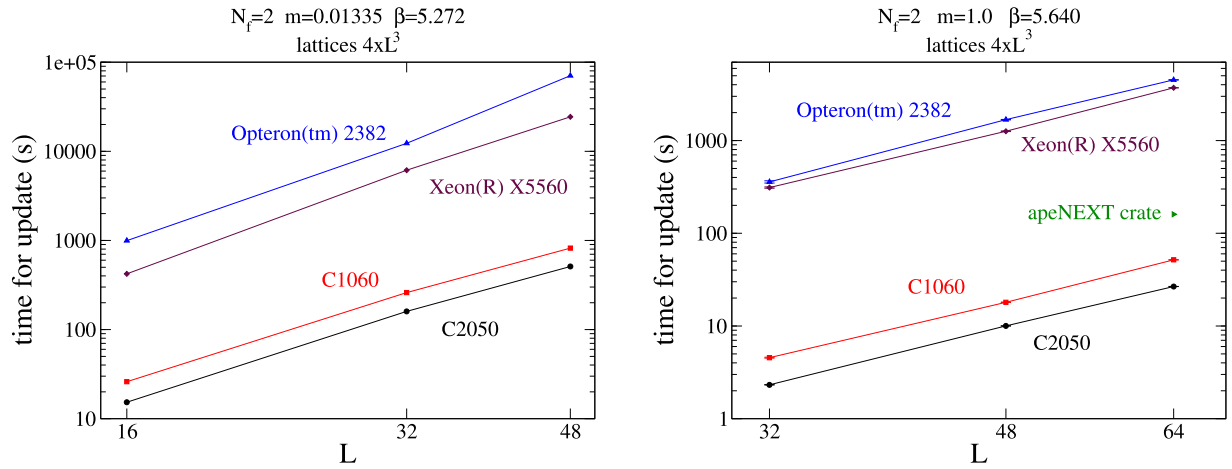 N_f=2 m=0.01335 β=5.272
lattices 4xL^3
1e+05
10000
1000
100
10
time for update (s)
Opteron(tm) 2382
Xeon(R) X5560
C1060
C2050
16
32
48
L
N_f=2 m=1.0 β=5.640
lattices 4xL^3
1000
100
10
1
time for update (s)
Opteron(tm) 2382
Xeon(R) X5560
apeNEXT crate
C1060
C2050
32
48
64
L